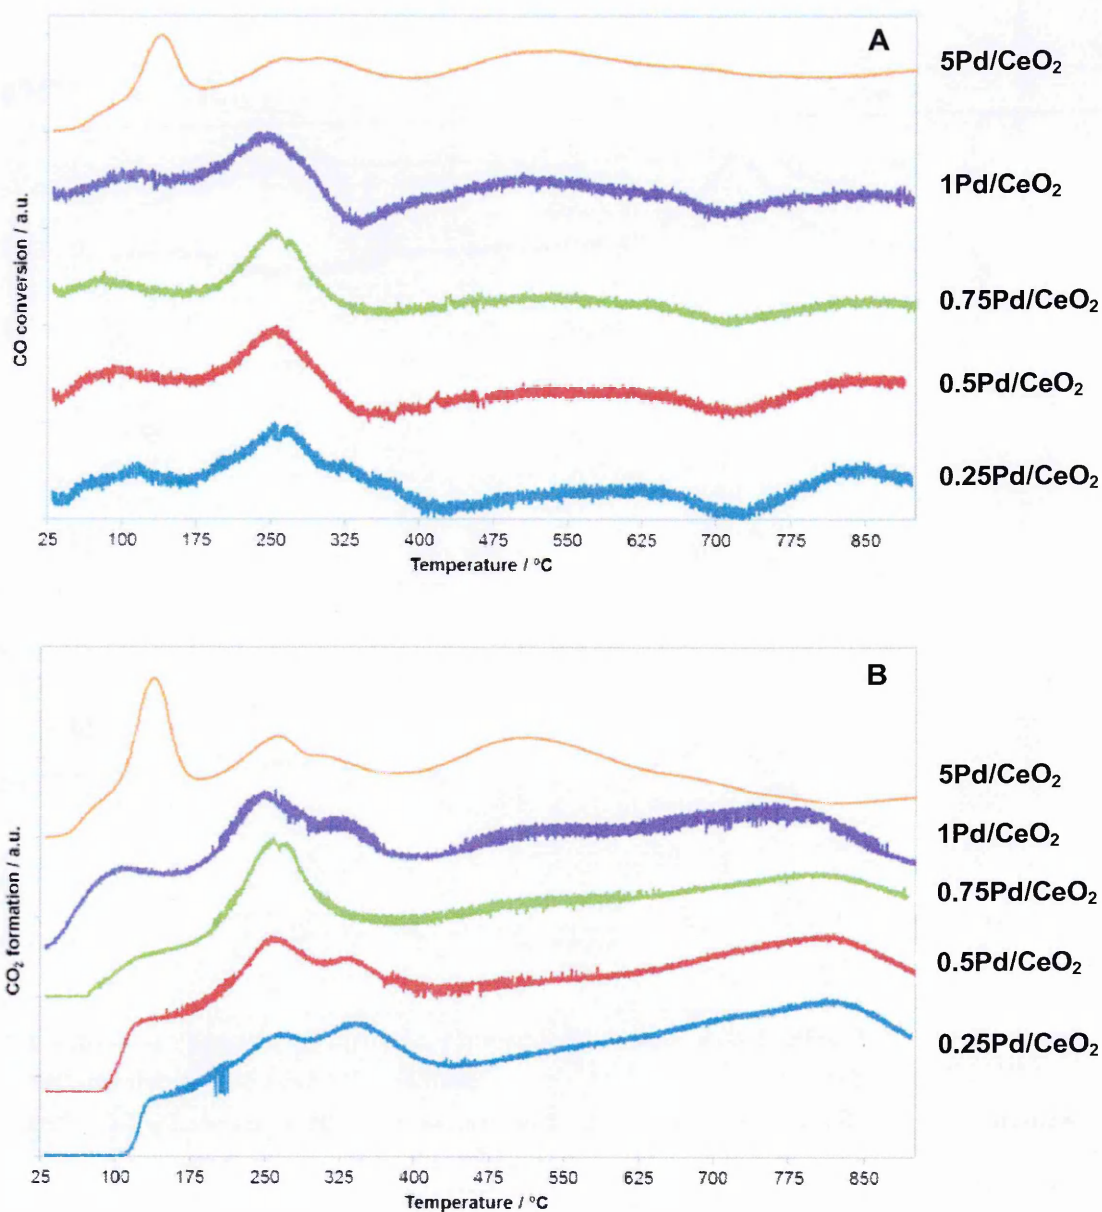 A
5Pd/CeO₂
1Pd/CeO₂
0.75Pd/CeO₂
0.5Pd/CeO₂
0.25Pd/CeO₂
CO conversion / a.u.
25 100 175 250 325 400 475 550 625 700 775 850
Temperature / ºC
B
5Pd/CeO₂
1Pd/CeO₂
0.75Pd/CeO₂
0.5Pd/CeO₂
0.25Pd/CeO₂
CO₂ formation / a.u.
25 100 175 250 325 400 475 550 625 700 775 850
Temperature / ºC